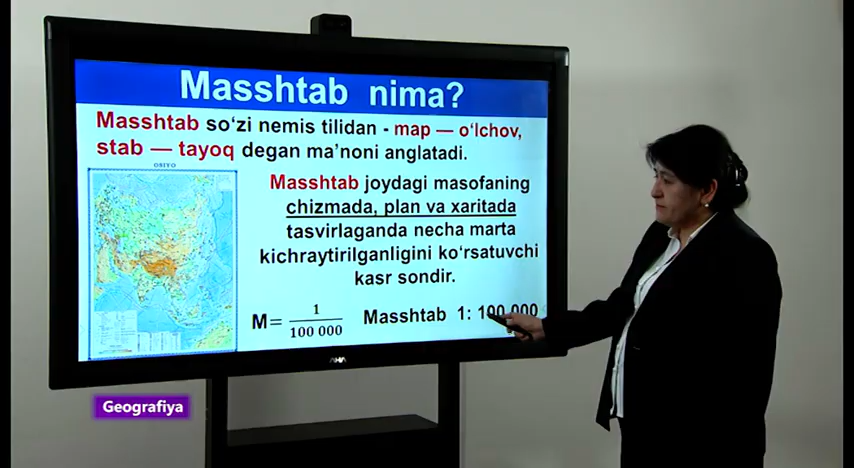 Masshtab nima?
Masshtab so‘zi nemis tilidan - map — o‘lchov,
stab — tayoq degan ma’noni anglatadi.
OSIYO
Masshtab joydagi masofaning
chizmada, plan va xaritada
tasvirlaganda necha marta
kichraytirilganligini ko‘rsatuvchi
kasr sondir.
M= 1
100 000
Masshtab 1: 100 000
Geografiya